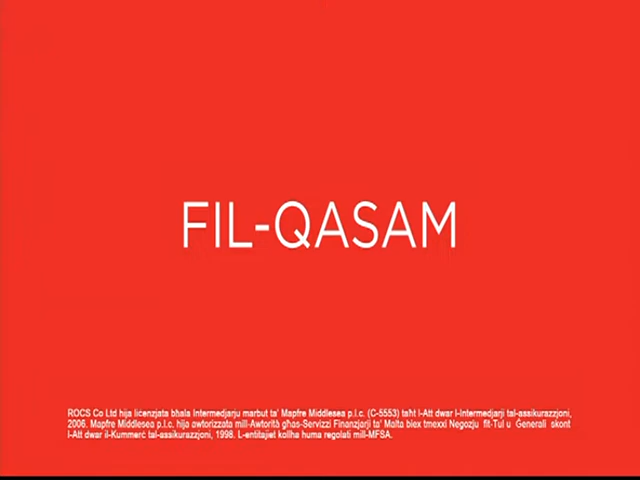 FIL-QASAM
ROCS Co Ltd hija liċenzjata bħala Intermedjarju marbut ta' Mapfre Middlesea p.l.c. (C-5553) taħt l-Att dwar l-Intermedjarji tal-assikurazzjoni,
2006. Mapfre Middlesea p.l.c. hija awtorizzata mill-Awtorità għas-Servizzi Finanzjarji ta' Malta biex tmexxi Negozju fit-Tul u Generali skont
l-Att dwar il-Kummerċ tal-assikurazzjoni, 1998. L-entitajiet kollha huma regolati mill-MFSA.